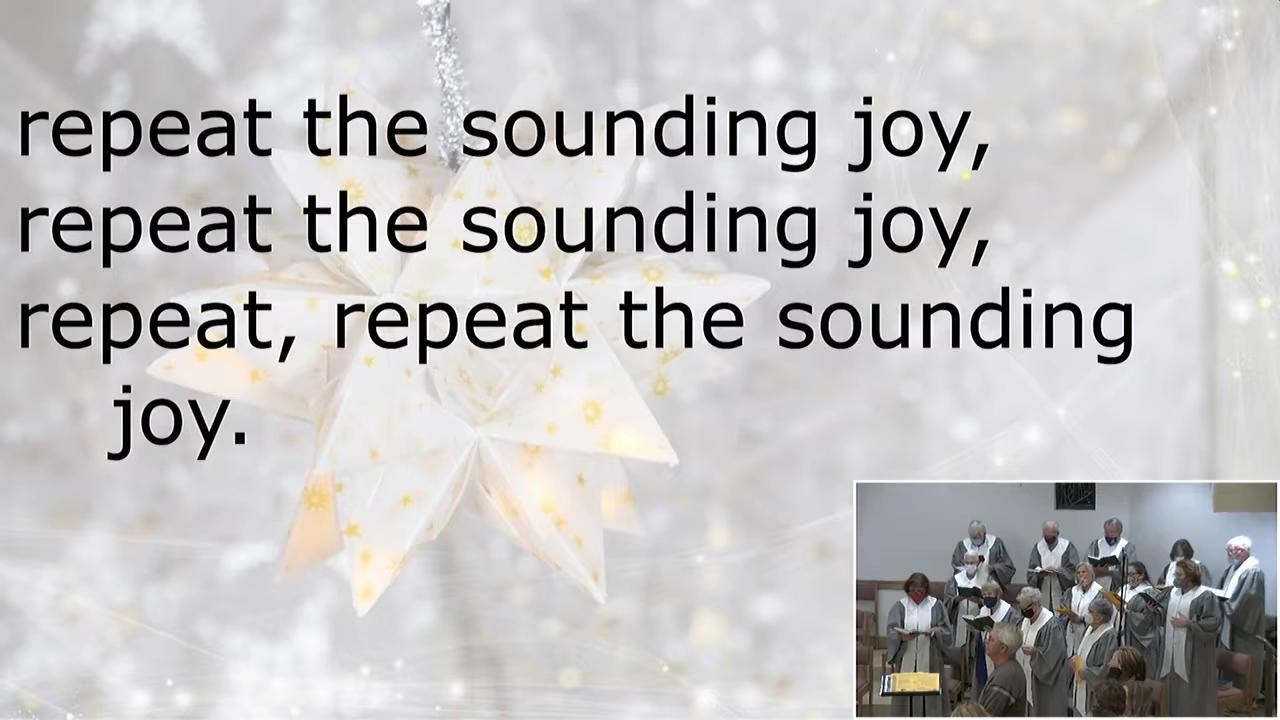 repeat the sounding joy,
repeat the sounding joy,
repeat, repeat the sounding
joy.